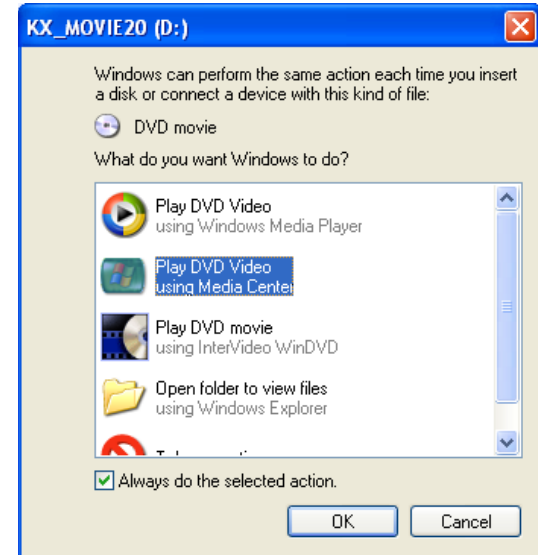 KX_MOVIE20 (D:)
Windows can perform the same action each time you insert
a disk or connect a device with this kind of file:
DVD movie
What do you want Windows to do?
Play DVD Video
using Windows Media Player
Play DVD Video
using Media Center
Play DVD movie
using InterVideo WinDVD
Open folder to view files
using Windows Explorer
Always do the selected action.
OK
Cancel